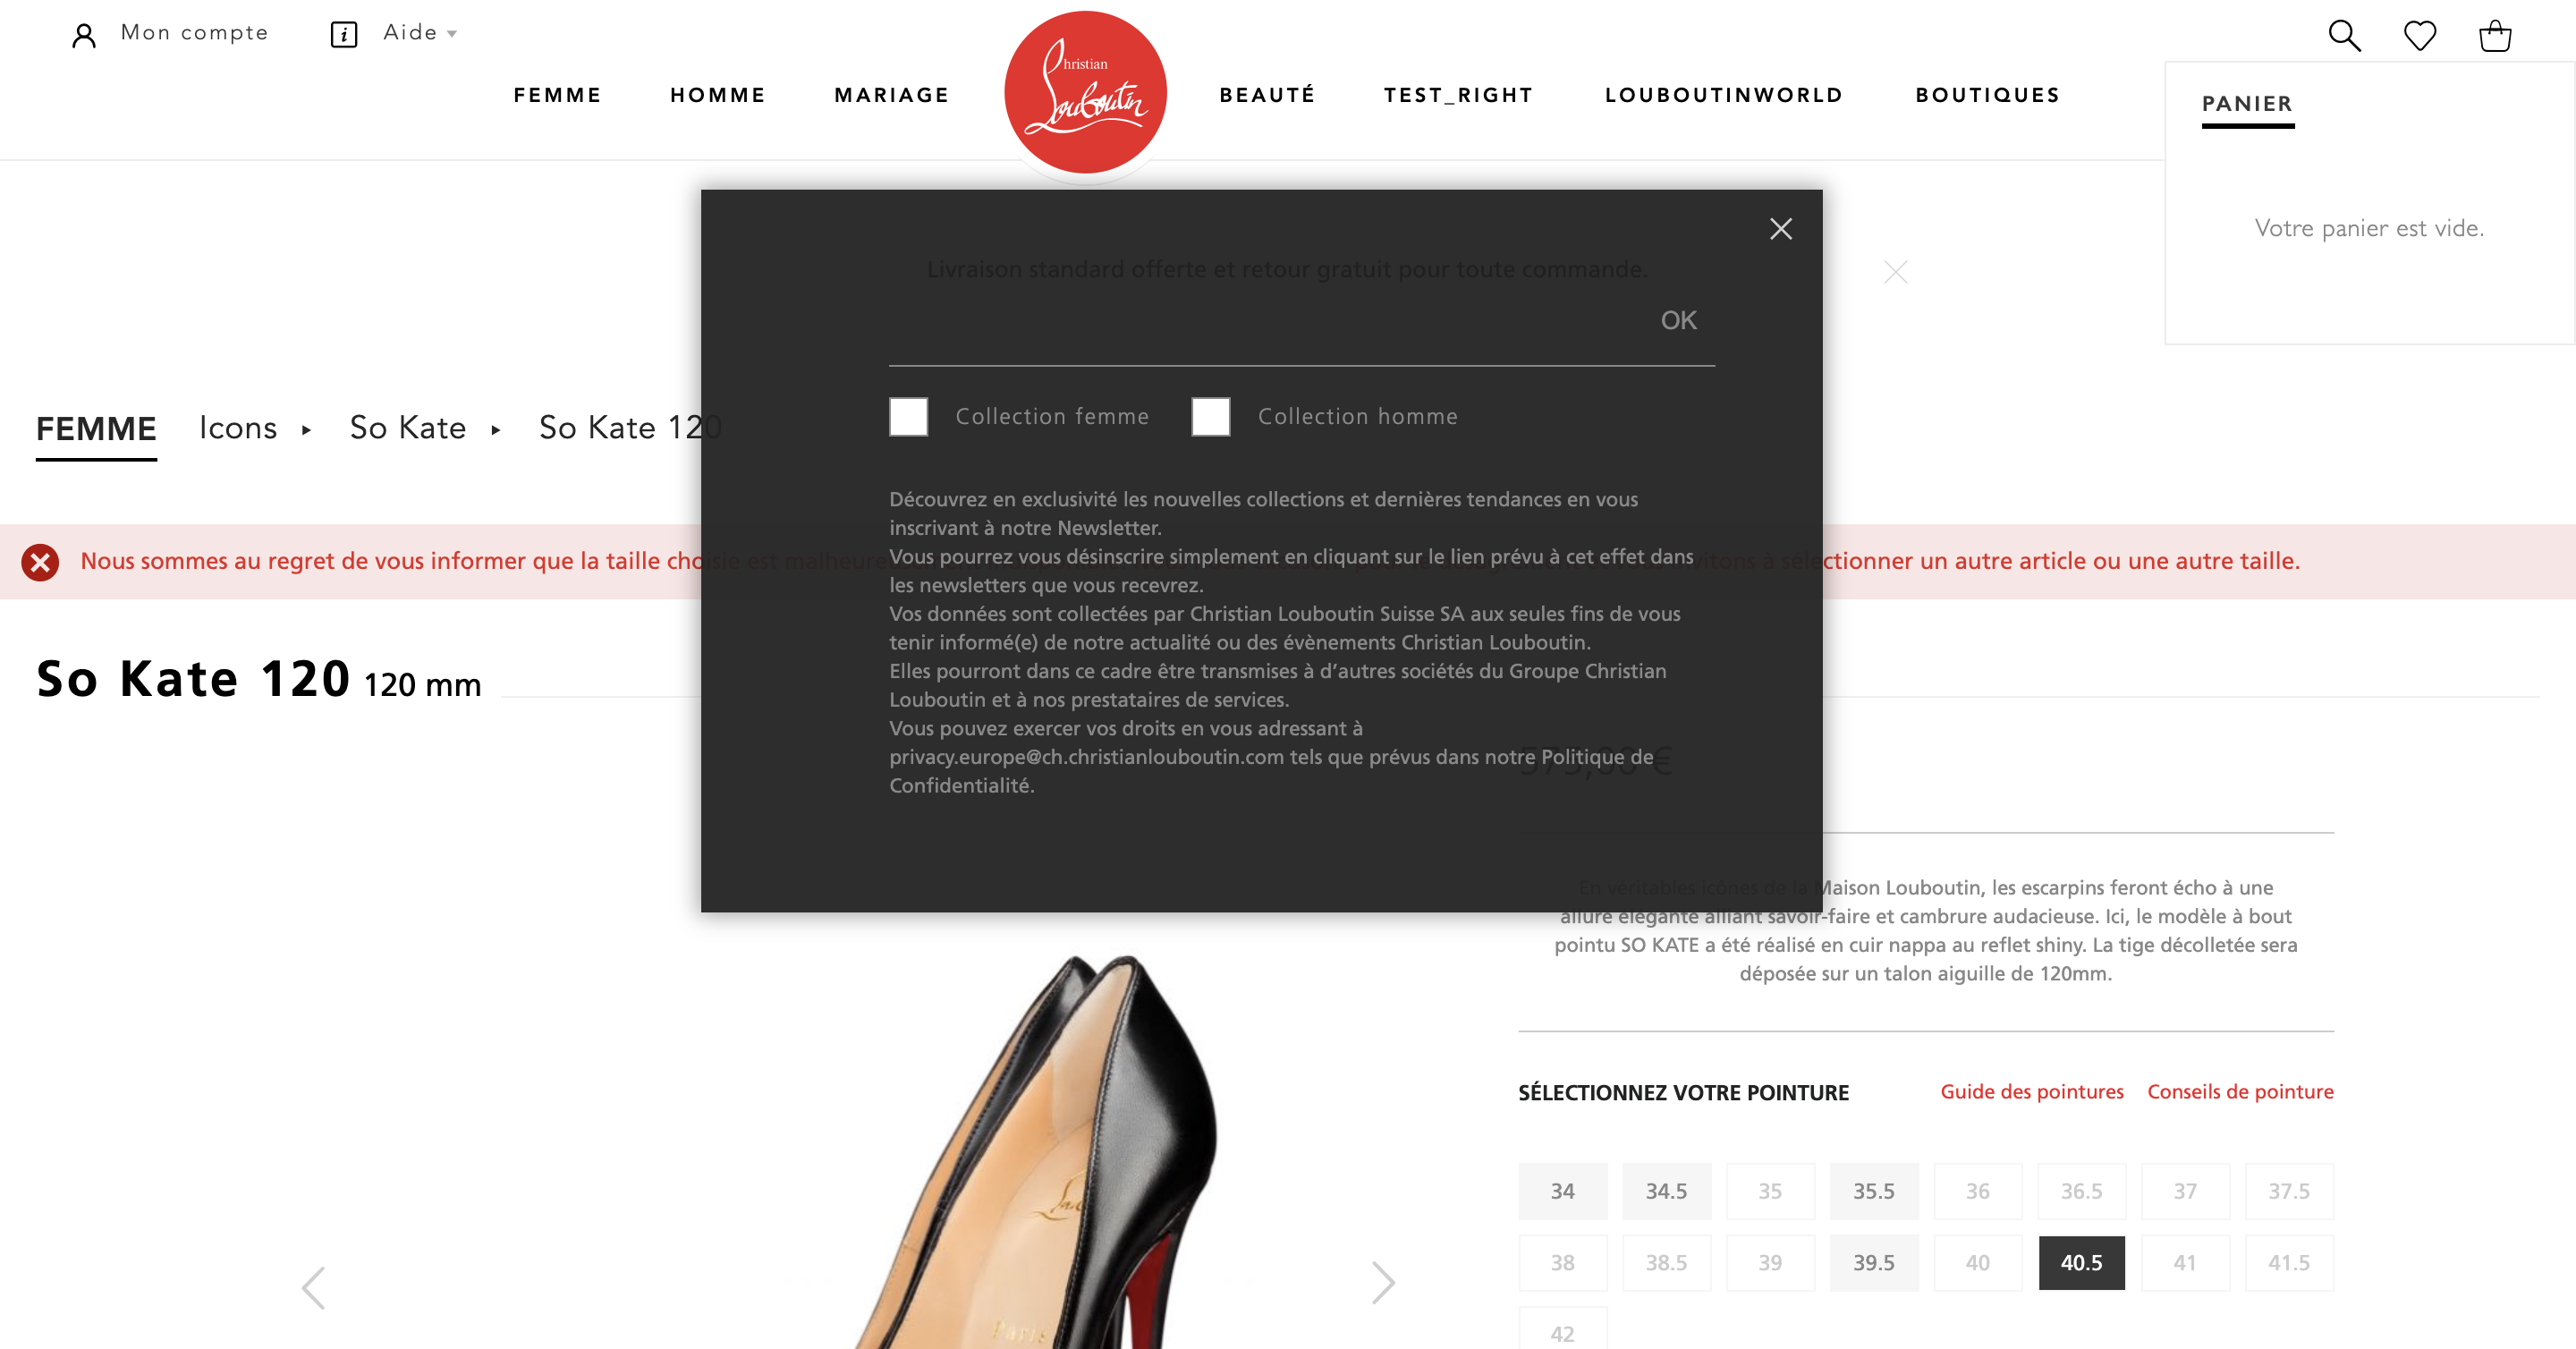 Mon compte
Aide
Christian
Louboutin
FEMME
HOMME
MARIAGE
BEAUTÉ
TEST_RIGHT
LOUBOUTINWORLD
BOUTIQUES
PANIER
Votre panier est vide.
Livraison standard offerte et retour gratuit pour toute commande.
OK
Collection femme
Collection homme
FEMME Icons So Kate So Kate 120
Découvrez en exclusivité les nouvelles collections et dernières tendances en vous
inscrivant à notre Newsletter.
Vous pourrez vous désinscrire simplement en cliquant sur le lien prévu à cet effet dans
les newsletters que vous recevrez.
Vos données sont collectées par Christian Louboutin Suisse SA aux seules fins de vous
tenir informé(e) de notre actualité ou des évènements Christian Louboutin.
Elles pourront dans ce cadre être transmises à d’autres sociétés du Groupe Christian
Louboutin et à nos prestataires de services.
Vous pouvez exercer vos droits en vous adressant à
privacy.europe@ch.christianlouboutin.com tels que prévus dans notre Politique de
Confidentialité.
Nous sommes au regret de vous informer que la taille choisie est à sélectionner un autre article ou une autre taille.
So Kate 120 120 mm
En véritables icônes de la Maison Louboutin, les escarpins feront écho à une
allure élégante alliant savoir-faire et cambrure audacieuse. Ici, le modèle à bout
pointu SO KATE a été réalisé en cuir nappa au reflet shiny. La tige décolletée sera
déposée sur un talon aiguille de 120mm.
SÉLECTIONNEZ VOTRE POINTURE
Guide des pointures
Conseils de pointure
34 34.5 35 35.5 36 36.5 37 37.5
38 38.5 39 39.5 40 40.5 41 41.5
42
Paris